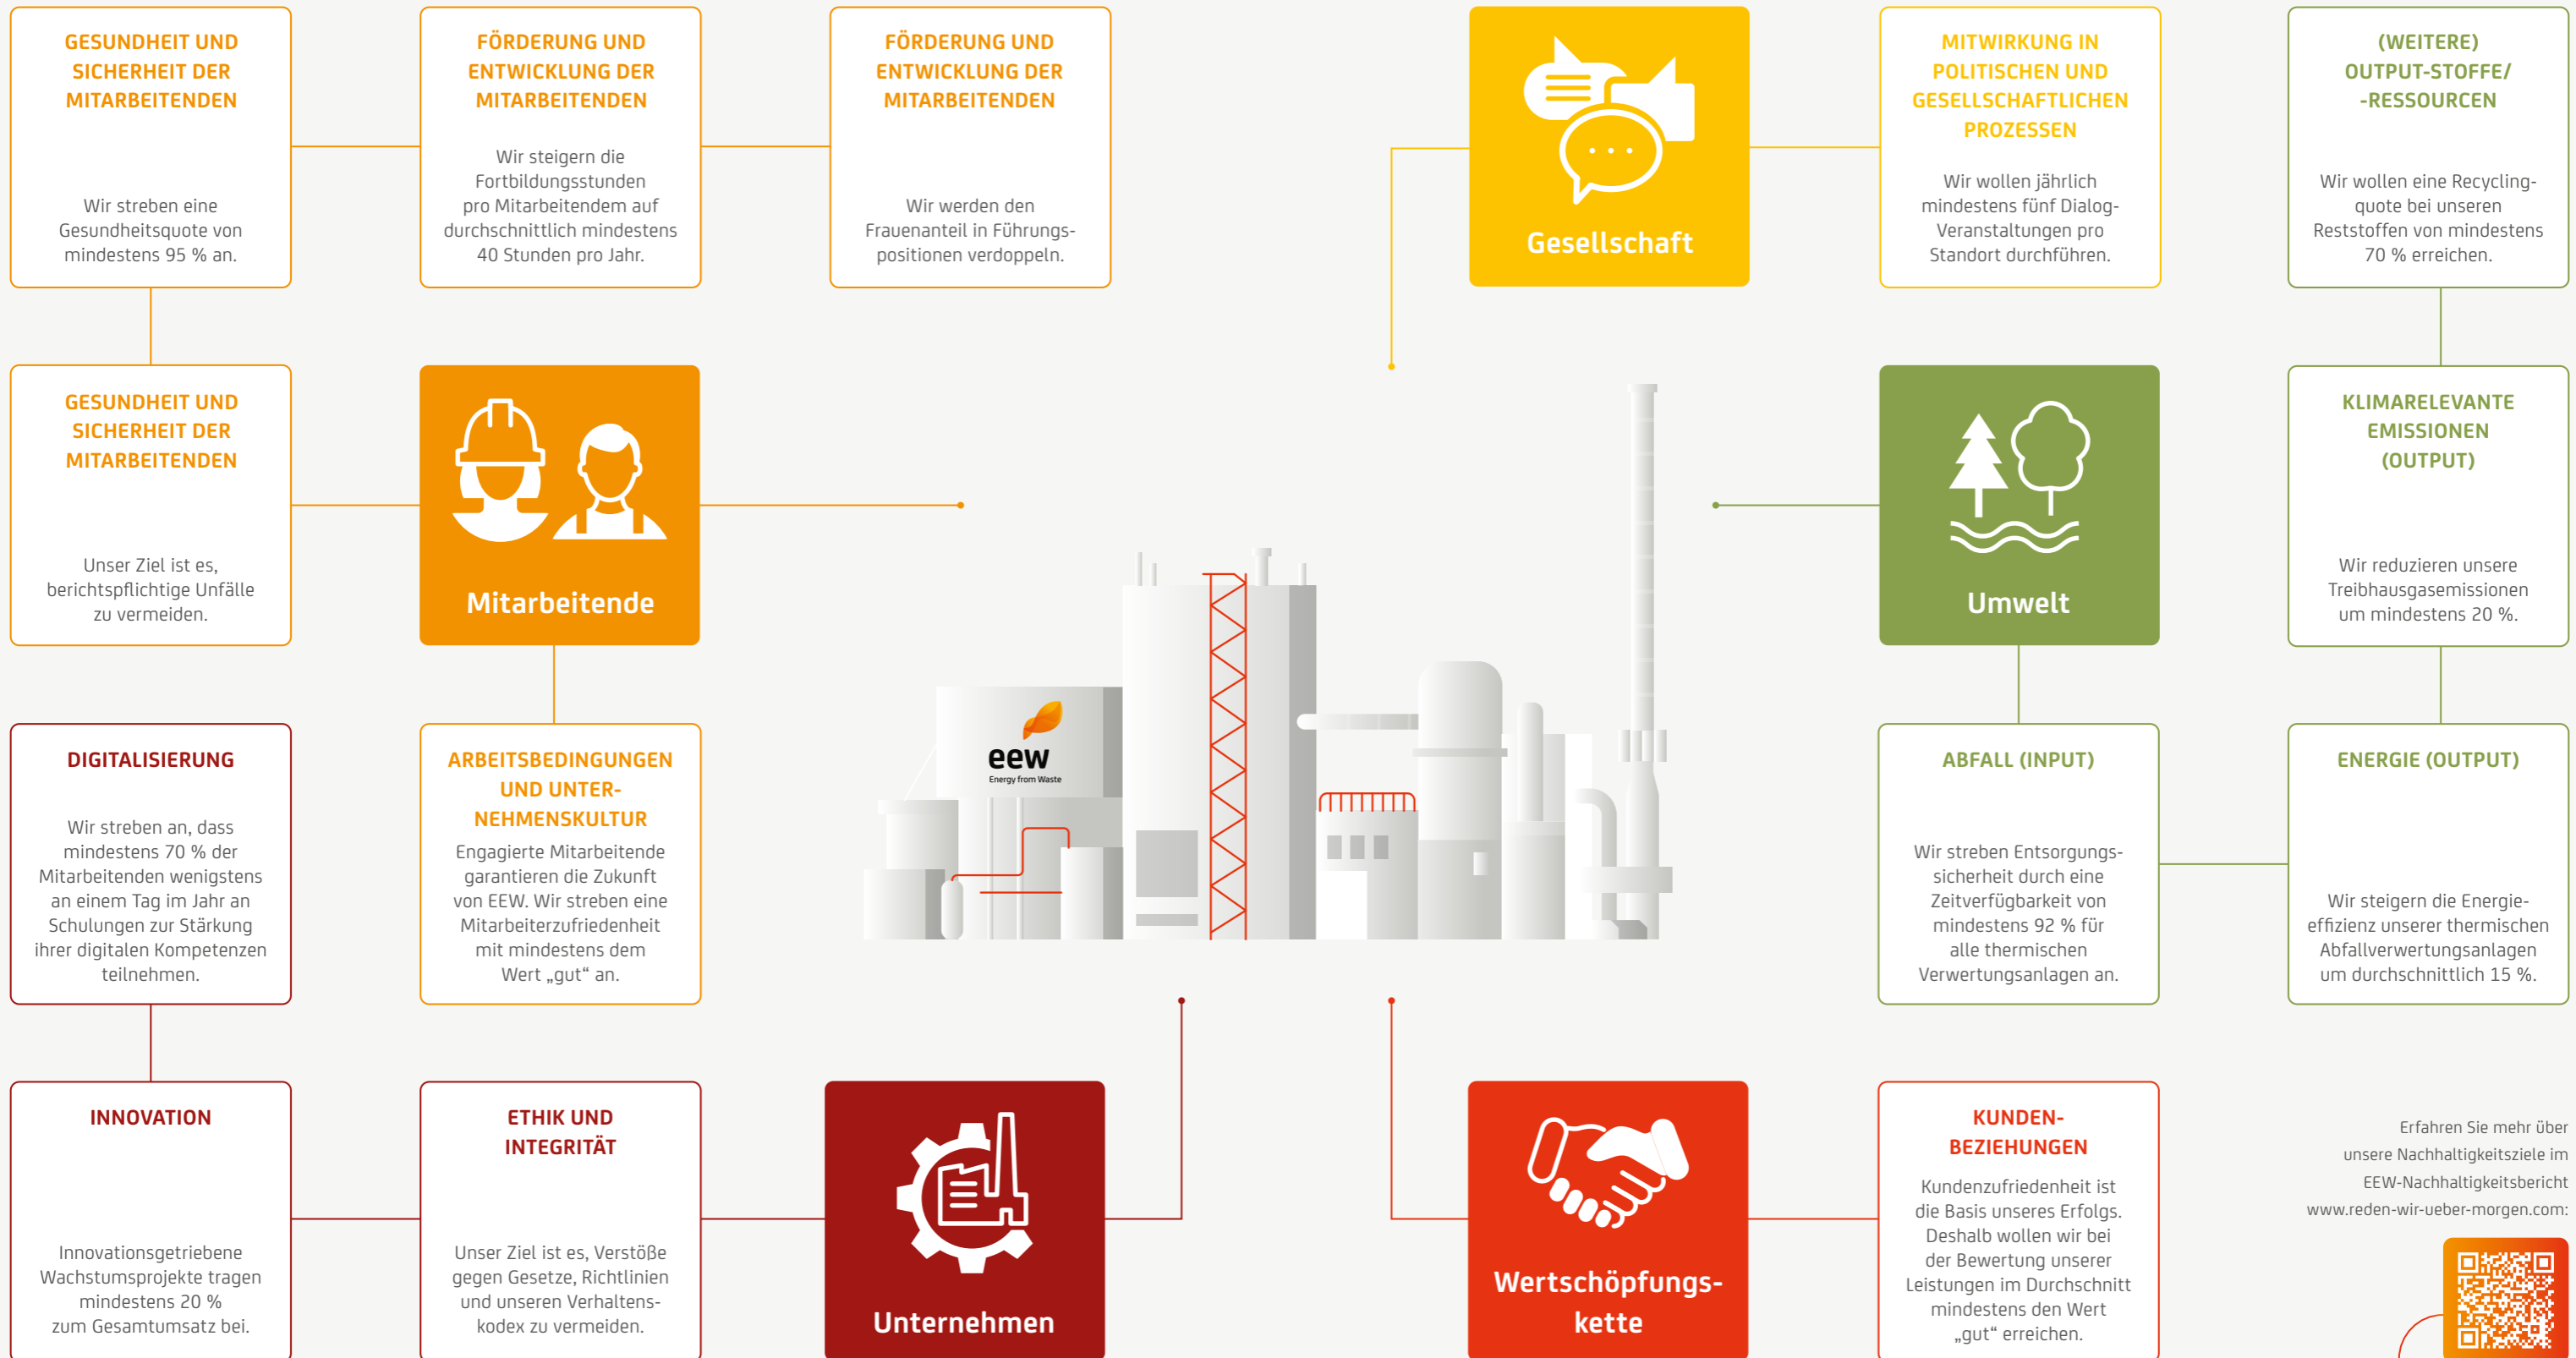 GESUNDHEIT UND
SICHERHEIT DER
MITARBEITENDEN
Wir streben eine
Gesundheitsquote von
mindestens 95 % an.
FÖRDERUNG UND
ENTWICKLUNG DER
MITARBEITENDEN
Wir steigern die
Fortbildungsstunden
pro Mitarbeitendem auf
durchschnittlich mindestens
40 Stunden pro Jahr.
FÖRDERUNG UND
ENTWICKLUNG DER
MITARBEITENDEN
Wir werden den
Frauenanteil in Führungs-
positionen verdoppeln.
Gesellschaft
MITWIRKUNG IN
POLITISCHEN UND
GESELLSCHAFTLICHEN
PROZESSEN
Wir wollen jährlich
mindestens fünf Dialog-
Veranstaltungen pro
Standort durchführen.
(WEITERE)
OUTPUT-STOFFE/
-RESSOURCEN
Wir wollen eine Recycling-
quote bei unseren
Reststoffen von mindestens
70 % erreichen.
GESUNDHEIT UND
SICHERHEIT DER
MITARBEITENDEN
Unser Ziel ist es,
berichtspflichtige Unfälle
zu vermeiden.
Mitarbeitende
Umwelt
KLIMARELEVANTE
EMISSIONEN
(OUTPUT)
Wir reduzieren unsere
Treibhausgasemissionen
um mindestens 20 %.
DIGITALISIERUNG
Wir streben an, dass
mindestens 70 % der
Mitarbeitenden wenigstens
an einem Tag im Jahr an
Schulungen zur Stärkung
ihrer digitalen Kompetenzen
teilnehmen.
ARBEITSBEDINGUNGEN
UND UNTER-
NEHMENSKULTUR
Engagierte Mitarbeitende
garantieren die Zukunft
von EEW. Wir streben eine
Mitarbeiterzufriedenheit
mit mindestens dem
Wert „gut“ an.
eew
Energy from Waste
ABFALL (INPUT)
Wir streben Entsorgungs-
sicherheit durch eine
Zeitverfügbarkeit von
mindestens 92 % für
alle thermischen
Verwertungsanlagen an.
ENERGIE (OUTPUT)
Wir steigern die Energie-
effizienz unserer thermischen
Abfallverwertungsanlagen
um durchschnittlich 15 %.
INNOVATION
Innovationsgetriebene
Wachstumsprojekte tragen
mindestens 20 %
zum Gesamtumsatz bei.
ETHIK UND
INTEGRITÄT
Unser Ziel ist es, Verstöße
gegen Gesetze, Richtlinien
und unseren Verhaltens-
kodex zu vermeiden.
Unternehmen
Wertschöpfungs-
kette
KUNDEN-
BEZIEHUNGEN
Kundenzufriedenheit ist
die Basis unseres Erfolgs.
Deshalb wollen wir bei
der Bewertung unserer
Leistungen im Durchschnitt
mindestens den Wert
„gut“ erreichen.
Erfahren Sie mehr über
unsere Nachhaltigkeitsziele im
EEW-Nachhaltigkeitsbericht
www.reden-wir-ueber-morgen.com: